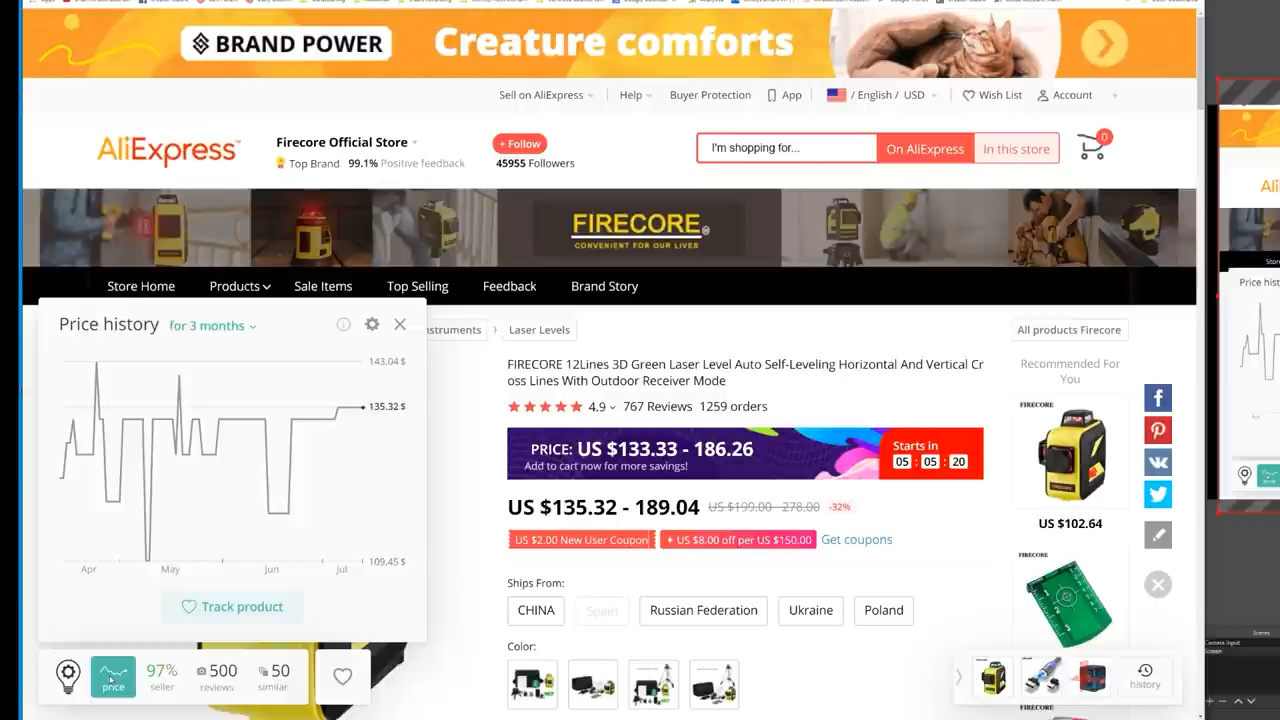 BRAND POWER
Creature comforts
Sell on AliExpress
Help
Buyer Protection
App
/ English / USD
Wish List
Account
AliExpress
Firecore Official Store
Top Brand 99.1% Positive feedback
+ Follow
45955 Followers
I'm shopping for...
On AliExpress
In this store
0
FIRECORE®
CONVENIENT FOR OUR LIVES
Store Home
Products
Sale Items
Top Selling
Feedback
Brand Story
Price history for 3 months
143.04 $
135.32 $
109.45 $
Apr May Jun Jul
Track product
price
97%
seller
500
reviews
50
similar
Laser Levels
All products Firecore
FIRECORE 12Lines 3D Green Laser Level Auto Self-Leveling Horizontal And Vertical Cr
oss Lines With Outdoor Receiver Mode
4.9 767 Reviews 1259 orders
PRICE: US $133.33 - 186.26
Add to cart now for more savings!
Starts in
05 : 05 : 20
US $135.32 - 189.04 US $199.00 - 278.00 -32%
US $2.00 New User Coupon
US $8.00 off per US $150.00
Get coupons
Ships From:
CHINA
Spain
Russian Federation
Ukraine
Poland
Color:
Recommended For
You
FIRECORE
US $102.64
FIRECORE
history